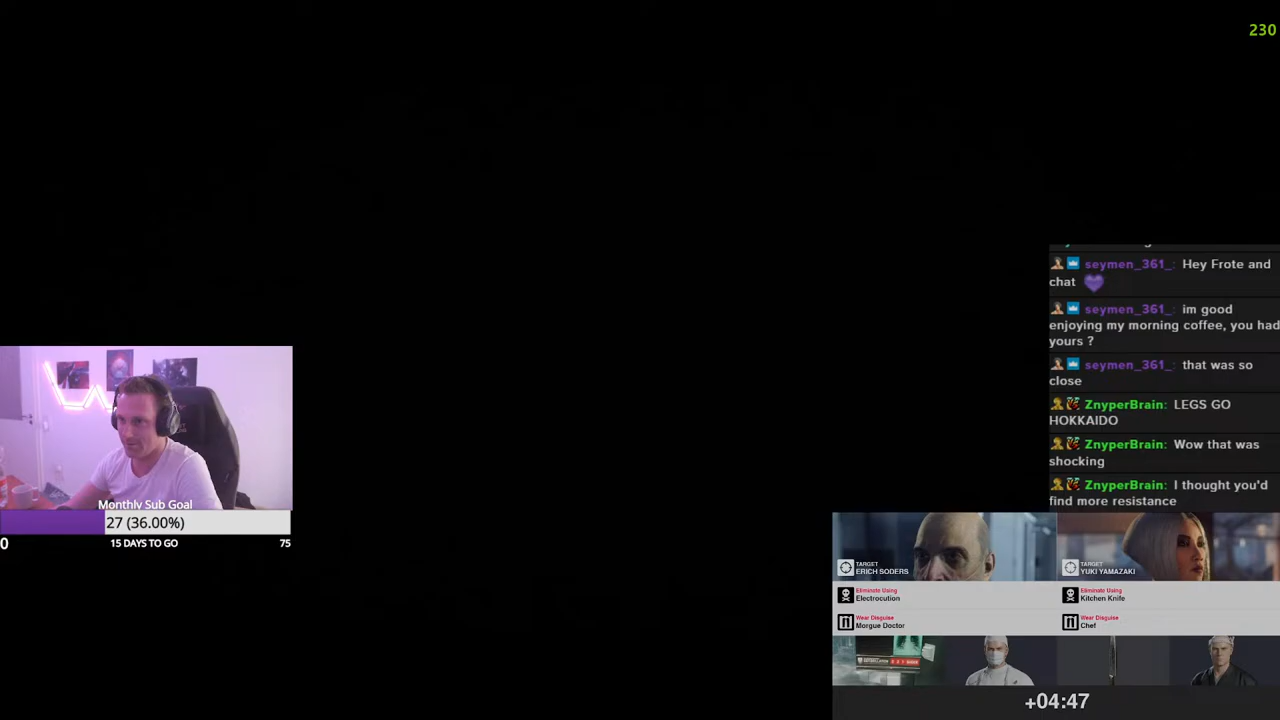 230
seymen_361_: Hey Frote and
chat
seymen_361_: im good
enjoying my morning coffee, you had
yours ?
seymen_361_: that was so
close
ZnyperBrain: LEGS GO
HOKKAIDO
ZnyperBrain: Wow that was
shocking
ZnyperBrain: I thought you'd
find more resistance
Monthly Sub Goal
27 (36.00%)
0
15 DAYS TO GO
75
TARGET
ERICH SODERS
Eliminate Using
Electrocution
Wear Disguise
Morgue Doctor
TARGET
YUKI YAMAZAKI
Eliminate Using
Kitchen Knife
Wear Disguise
Chef
+04:47